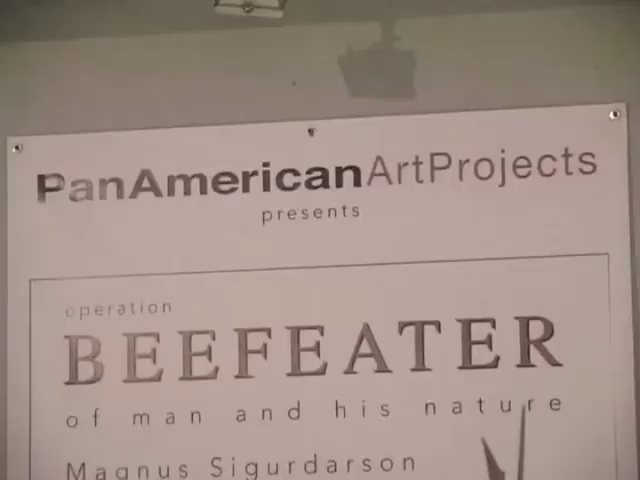 PanAmericanArtProjects
presents
operation
BEEFEATER
of man and his nature
Magnus Sigurdarson